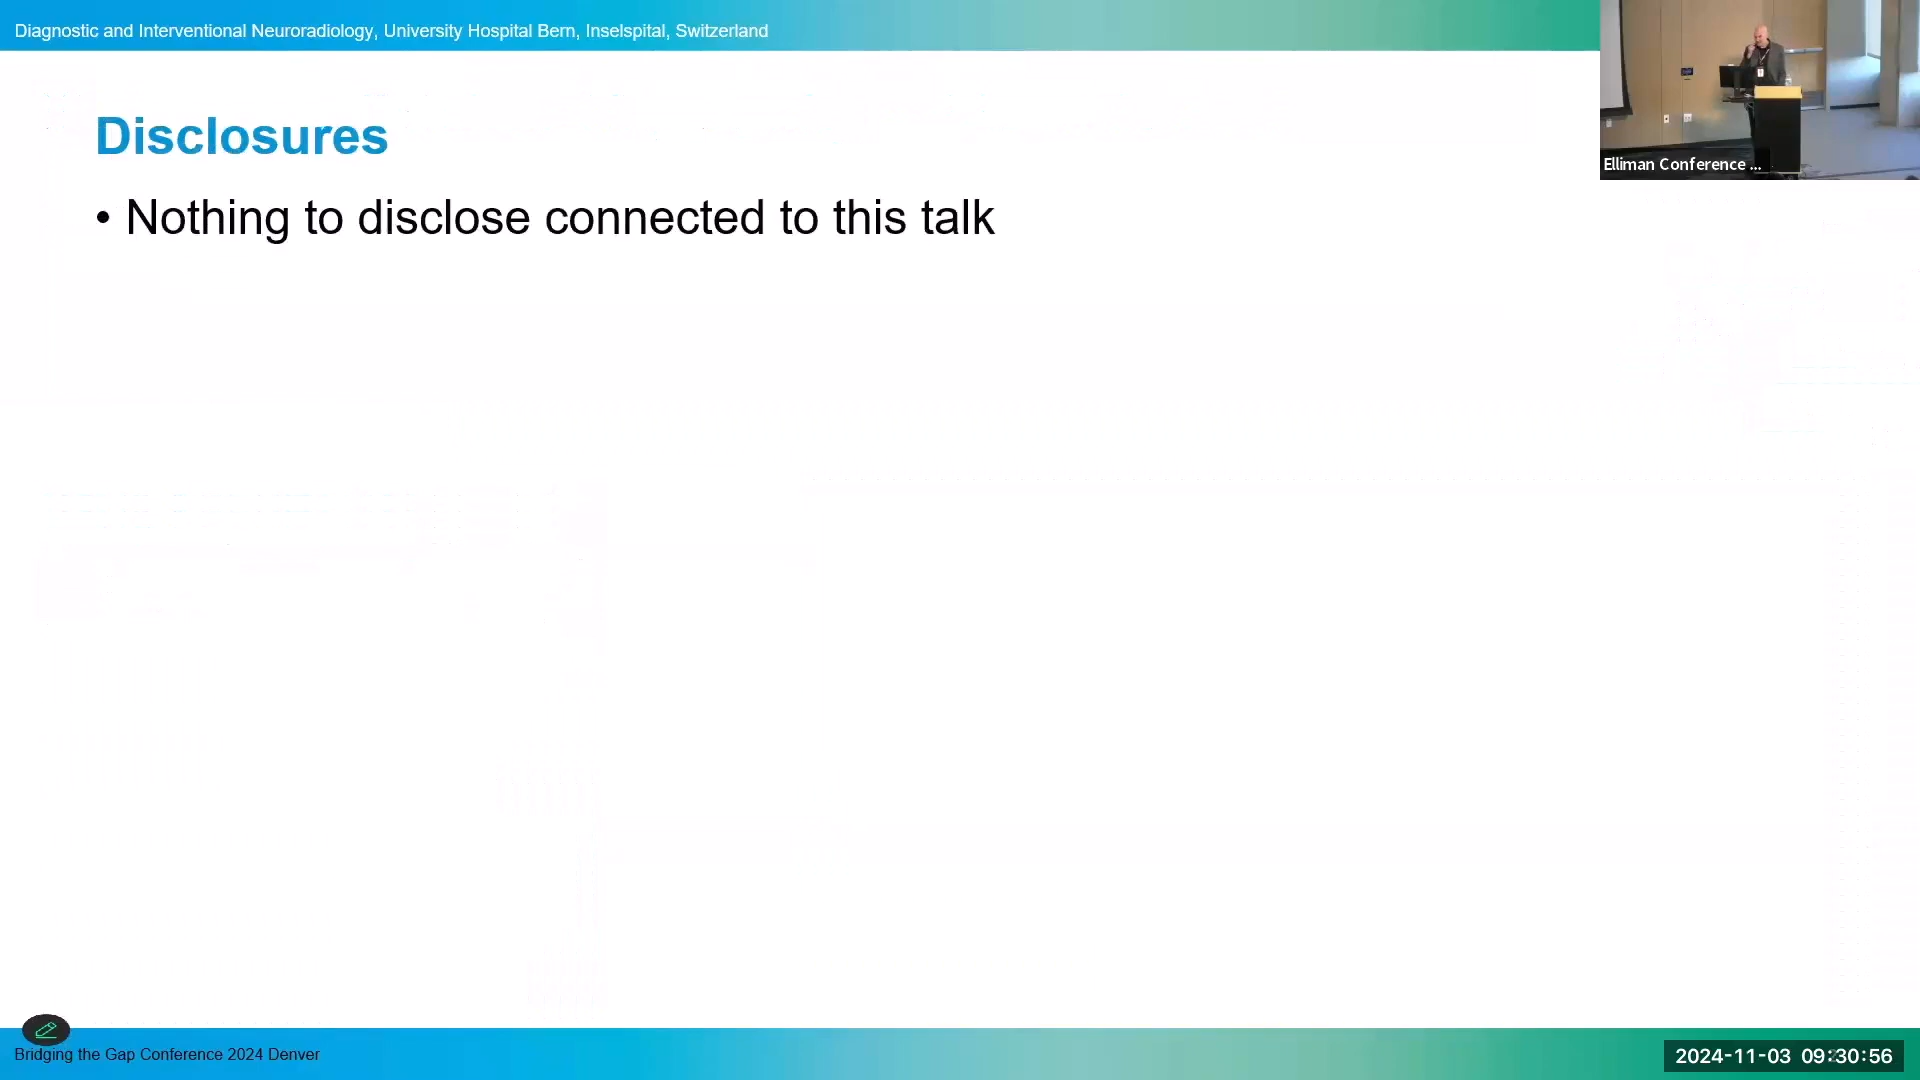 Diagnostic and Interventional Neuroradiology, University Hospital Bern, Inselspital, Switzerland
Elliman Conference ...
Disclosures
• Nothing to disclose connected to this talk
Bridging the Gap Conference 2024 Denver
2024-11-03 09:30:56